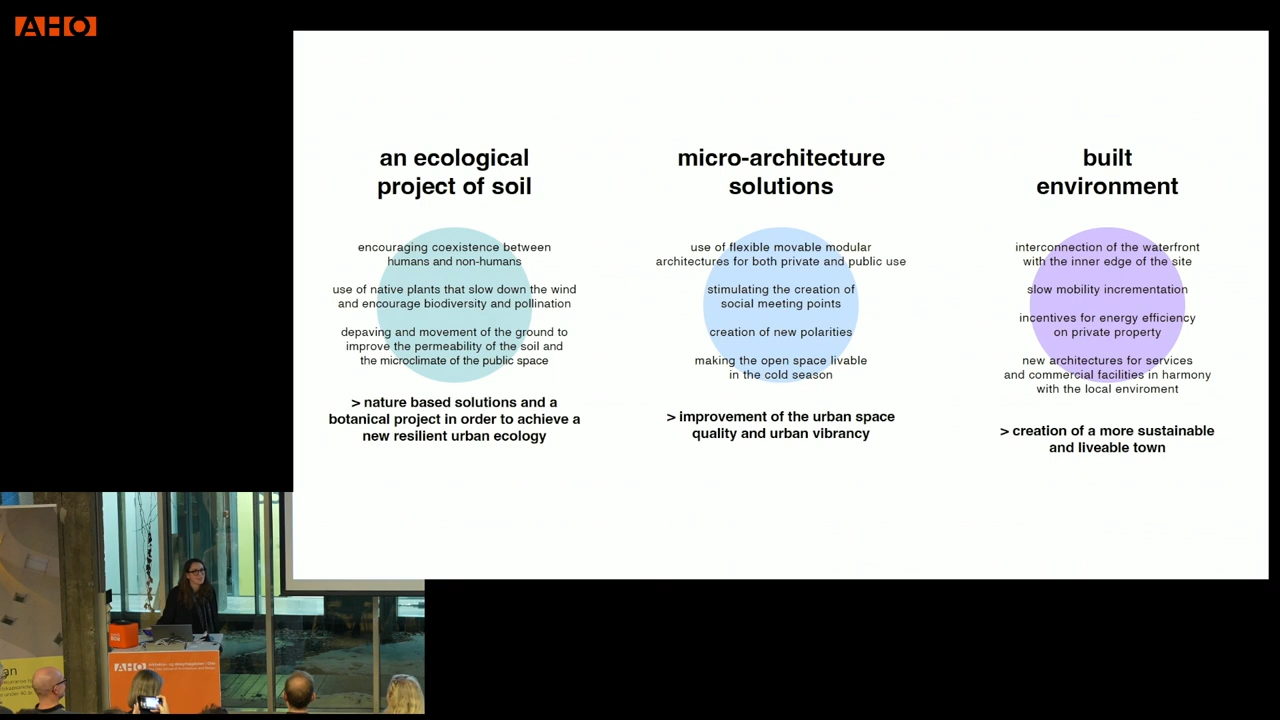 AHO
an ecological
project of soil
encouraging coexistence between
humans and non-humans
use of native plants that slow down the wind
and encourage biodiversity and pollination
depaving and movement of the ground to
improve the permeability of the soil and
the microclimate of the public space
> nature based solutions and a
botanical project in order to achieve a
new resilient urban ecology
micro-architecture
solutions
use of flexible movable modular
architectures for both private and public use
stimulating the creation of
social meeting points
creation of new polarities
making the open space livable
in the cold season
> improvement of the urban space
quality and urban vibrancy
built
environment
interconnection of the waterfront
with the inner edge of the site
slow mobility incrementation
incentives for energy efficiency
on private property
new architectures for services
and commercial facilities in harmony
with the local enviroment
> creation of a more sustainable
and liveable town
AHO